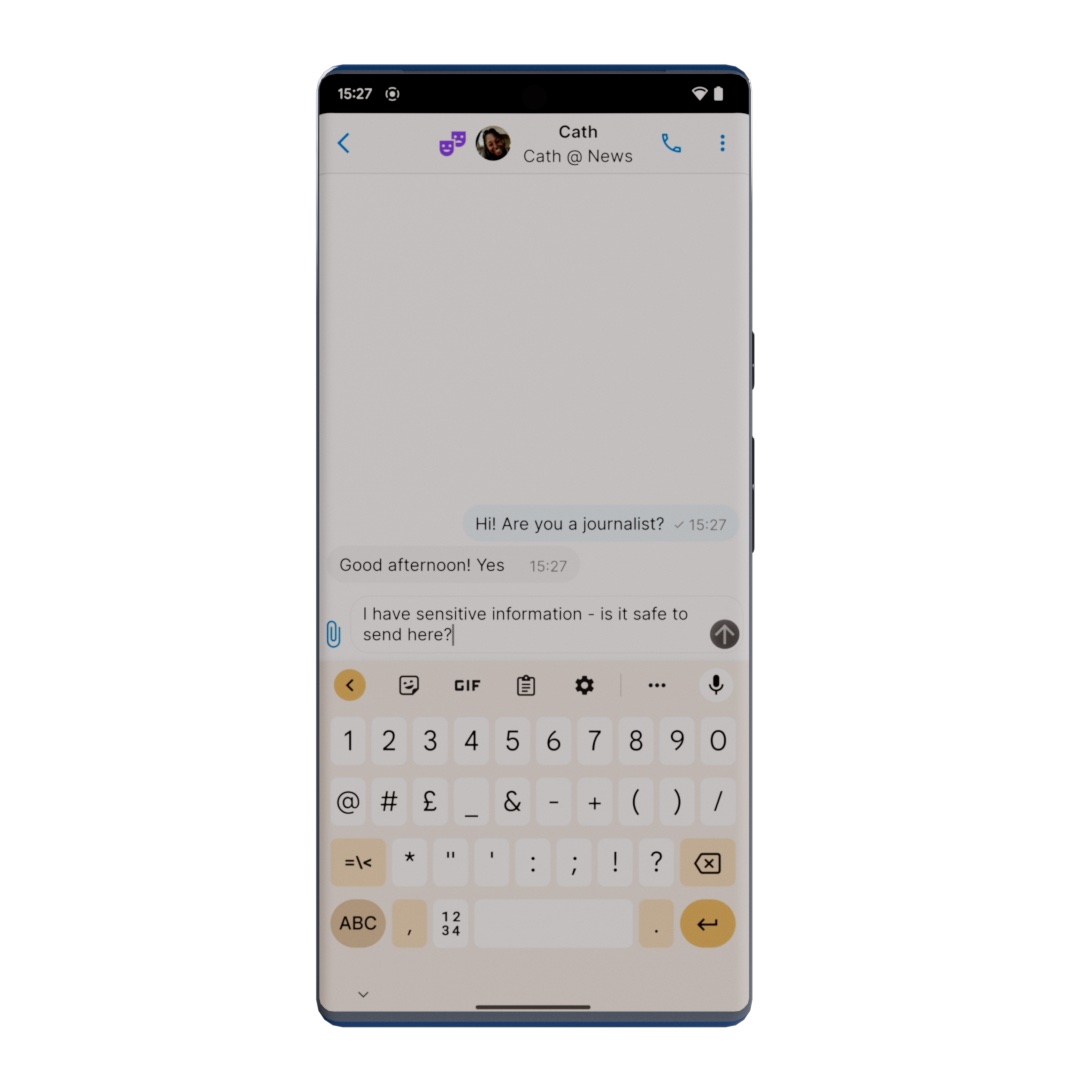 15:27
Cath
Cath @ News
Hi! Are you a journalist? ✓ 15:27
Good afternoon! Yes 15:27
I have sensitive information - is it safe to
send here?
GIF
1 2 3 4 5 6 7 8 9 0
@ # £ _ & - + ( ) /
=\< * " ' : ; ! ?
ABC , 12 .
34